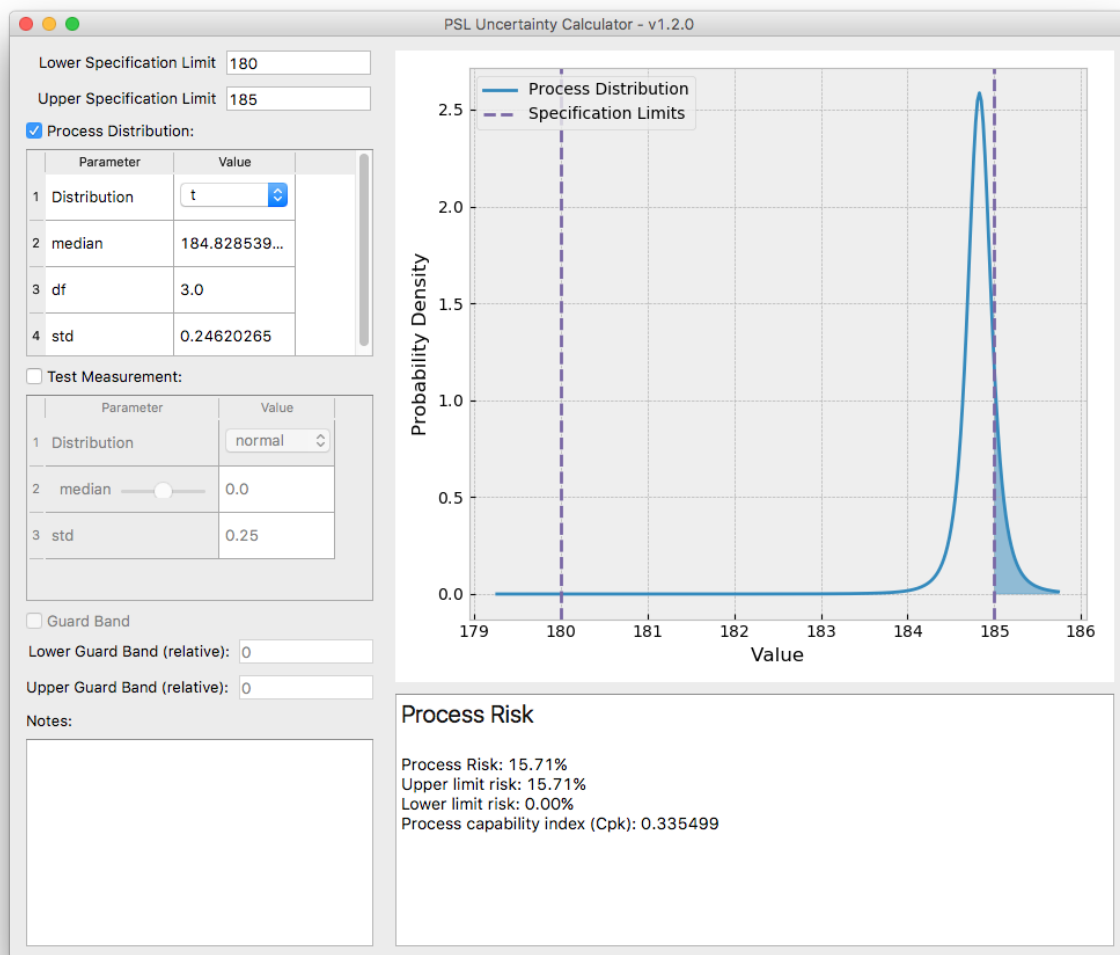 PSL Uncertainty Calculator - v1.2.0
Lower Specification Limit 180
Upper Specification Limit 185
Process Distribution:
Parameter Value
1 Distribution t
2 median 184.828539...
3 df 3.0
4 std 0.24620265
Test Measurement:
Parameter Value
1 Distribution normal
2 median 0.0
3 std 0.25
Guard Band
Lower Guard Band (relative): 0
Upper Guard Band (relative): 0
Notes:
Process Distribution
Specification Limits
Probability Density
2.5
2.0
1.5
1.0
0.5
0.0
179 180 181 182 183 184 185 186
Value
Process Risk
Process Risk: 15.71%
Upper limit risk: 15.71%
Lower limit risk: 0.00%
Process capability index (Cpk): 0.335499